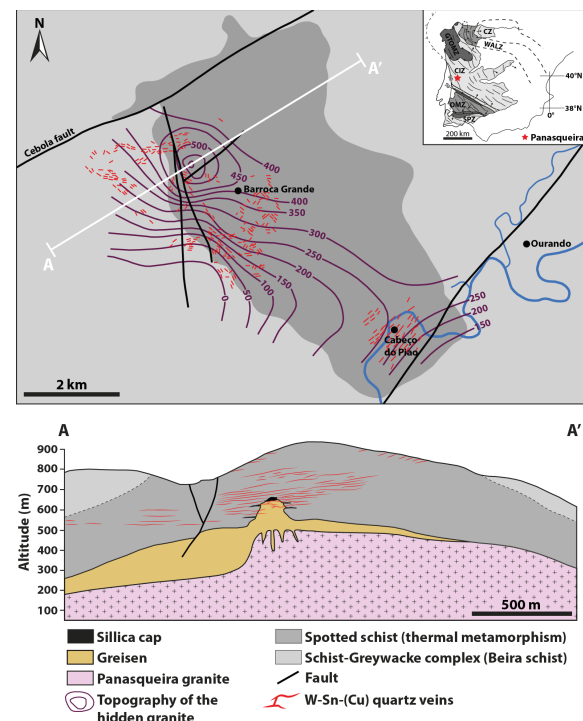 N
A'
Cebola fault
500
400
450
Barroca Grande
400
350
300
250
200
150
100
50
0
A
Ourando
250
200
150
Cabeço
do Pião
2 km
CZ
GTOMZ
WALZ
CIZ
40°N
OMZ
38°N
SPZ
0°
200 km
Panasqueira
A
A'
Altitude (m)
900
800
700
600
500
400
300
200
100
500 m
Sillica cap
Greisen
Panasqueira granite
Topography of the
hidden granite
Spotted schist (thermal metamorphism)
Schist-Greywacke complex (Beira schist)
Fault
W-Sn-(Cu) quartz veins